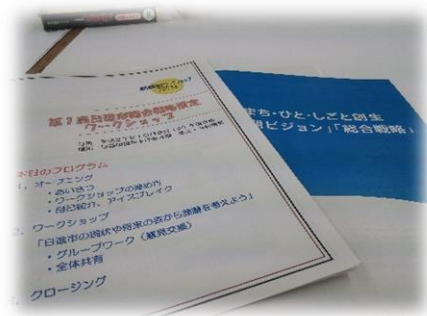 第1回日進市総合戦略策定
ワークショップ
本日のプログラム
1. オープニング
・あいさつ
・ワークショップの進め方
・自己紹介、アイスブレイク
2. ワークショップ
「日進市の現状や将来の姿から課題を考えよう」
・グループワーク(意見交換)
・全体共有
3. クロージング
まち・ひと・しごと創生
ビジョン」「総合戦略」